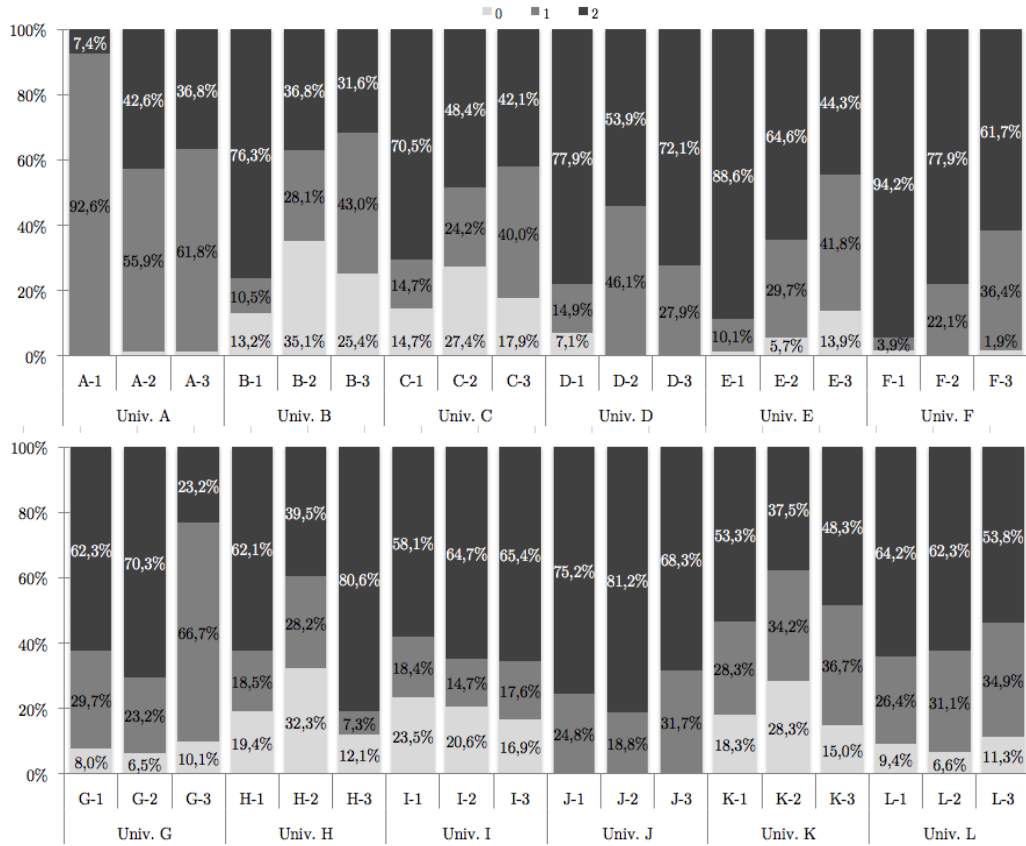 0 1 2
100%
7,4% 42,6% 36,8% 76,3% 36,8% 31,6% 70,5% 48,4% 42,1% 77,9% 53,9% 72,1% 88,6% 64,6% 44,3% 94,2% 77,9% 61,7%
80%
60%
92,6% 55,9% 61,8% 10,5% 28,1% 43,0% 14,7% 24,2% 40,0% 14,9% 46,1% 27,9% 10,1% 29,7% 41,8% 3,9% 22,1% 36,4%
40%
20%
13,2% 35,1% 25,4% 14,7% 27,4% 17,9% 7,1% 5,7% 13,9% 1,9%
0%
A-1 A-2 A-3 B-1 B-2 B-3 C-1 C-2 C-3 D-1 D-2 D-3 E-1 E-2 E-3 F-1 F-2 F-3
Univ. A Univ. B Univ. C Univ. D Univ. E Univ. F
100%
62,3% 70,3% 23,2% 62,1% 39,5% 80,6% 58,1% 64,7% 65,4% 75,2% 81,2% 68,3% 53,3% 37,5% 48,3% 64,2% 62,3% 53,8%
80%
60%
29,7% 23,2% 66,7% 18,5% 28,2% 7,3% 18,4% 14,7% 17,6% 24,8% 18,8% 31,7% 28,3% 34,2% 36,7% 26,4% 31,1% 34,9%
40%
20%
8,0% 6,5% 10,1% 19,4% 32,3% 12,1% 23,5% 20,6% 16,9% 18,3% 28,3% 15,0% 9,4% 6,6% 11,3%
0%
G-1 G-2 G-3 H-1 H-2 H-3 I-1 I-2 I-3 J-1 J-2 J-3 K-1 K-2 K-3 L-1 L-2 L-3
Univ. G Univ. H Univ. I Univ. J Univ. K Univ. L